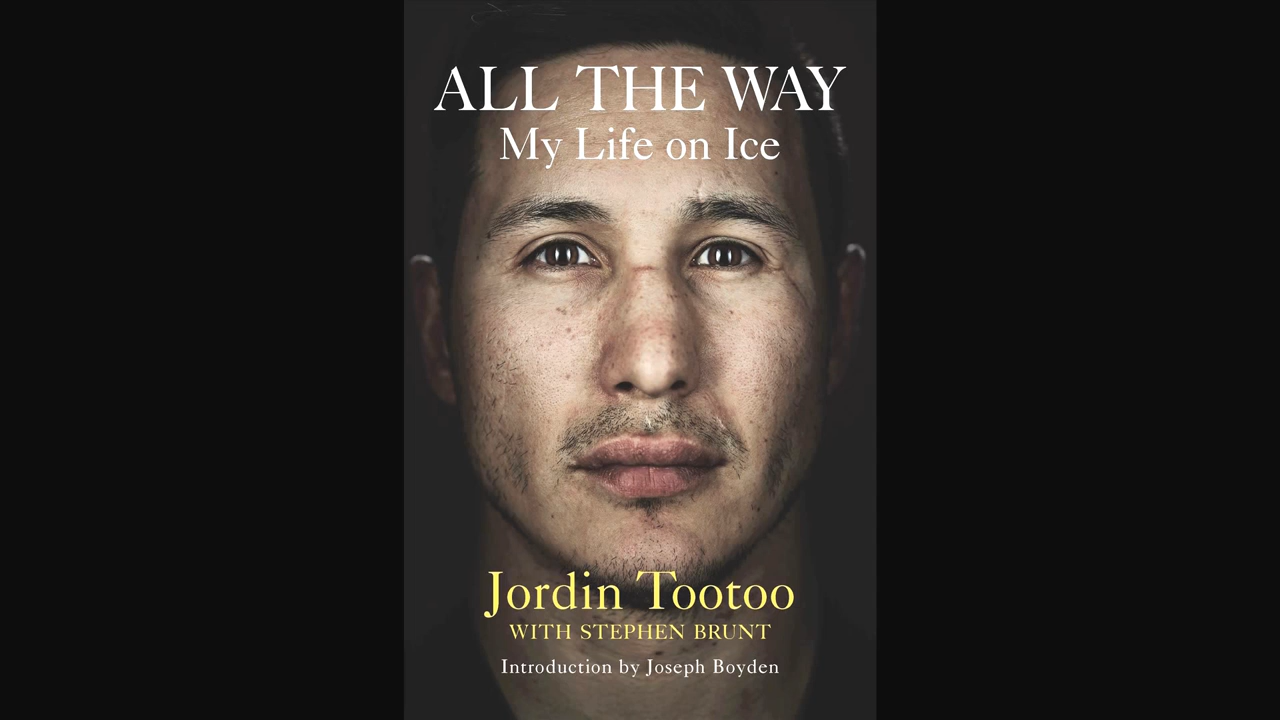 ALL THE WAY
My Life on Ice
Jordin Tootoo
WITH STEPHEN BRUNT
Introduction by Joseph Boyden